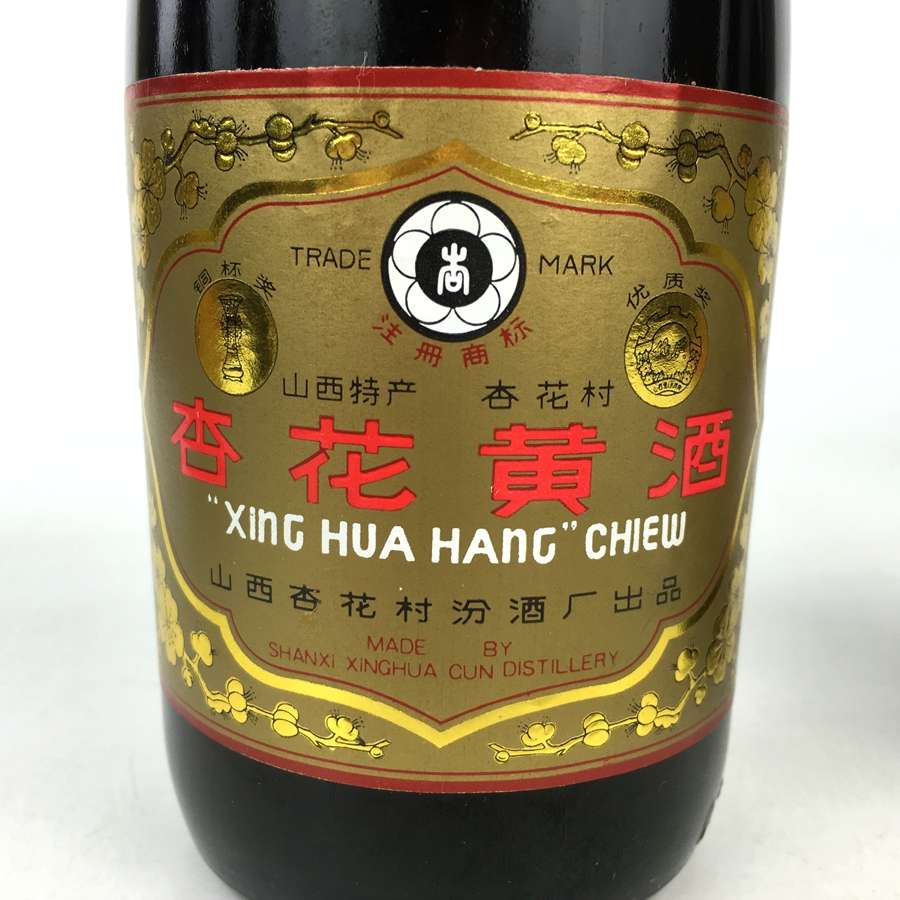 TRADE MARK
注册商标
铜杯奖
优质奖
山西特产 杏花村
杏花黄酒
"XING HUA HANG" CHIEW
山西杏花村汾酒厂出品
MADE BY
SHANXI XINGHUA CUN DISTILLERY